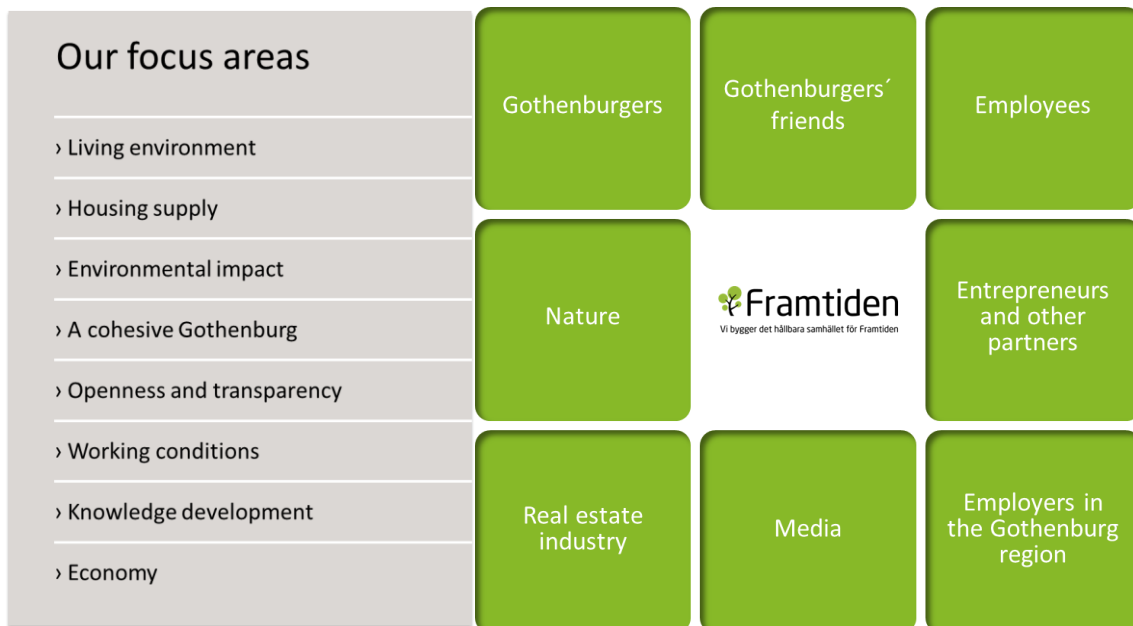 Our focus areas
› Living environment
› Housing supply
› Environmental impact
› A cohesive Gothenburg
› Openness and transparency
› Working conditions
› Knowledge development
› Economy
Gothenburgers
Gothenburgers´
friends
Employees
Nature
Framtiden
Vi bygger det hållbara samhället för Framtiden
Entrepreneurs
and other
partners
Real estate
industry
Media
Employers in
the Gothenburg
region